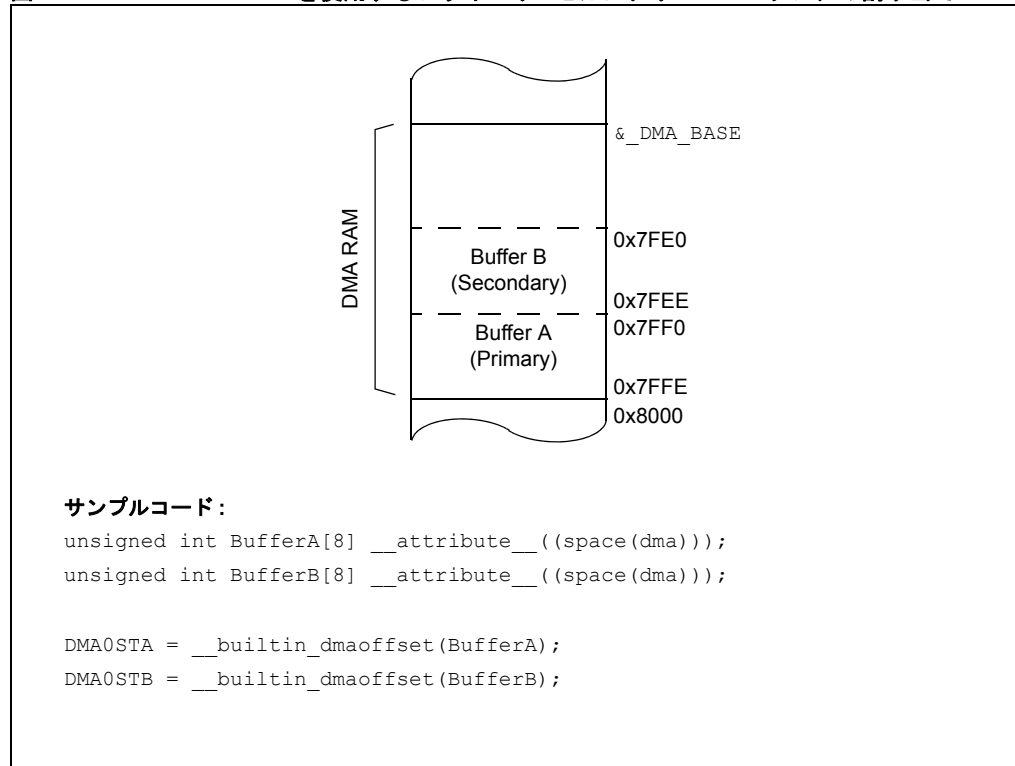 &_DMA_BASE
DMA RAM
0x7FE0
Buffer B
(Secondary)
0x7FEE
0x7FF0
Buffer A
(Primary)
0x7FFE
0x8000
サンプルコード :
unsigned int BufferA[8] __attribute__((space(dma)));
unsigned int BufferB[8] __attribute__((space(dma)));
DMA0STA = __builtin_dmaoffset(BufferA);
DMA0STB = __builtin_dmaoffset(BufferB);